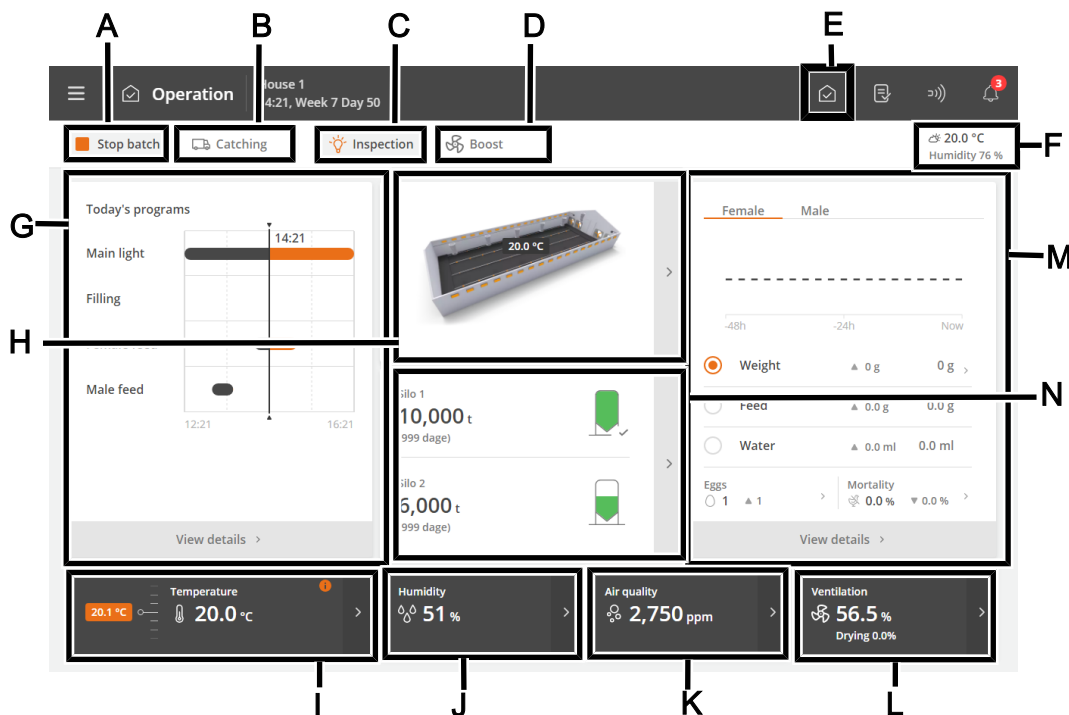 A
B
C
D
E
Operation
House 1
14:21, Week 7 Day 50
3
Stop batch
Catching
Inspection
Boost
20.0 °C
Humidity 76 %
F
G
Today's programs
14:21
Main light
Filling
Male feed
12:21
16:21
View details
H
20.0 °C
Silo 1
10,000 t
(999 dage)
Silo 2
6,000 t
(999 dage)
Female
Male
M
-48h
-24h
Now
Weight
0 g
0 g
N
Feed
0.0 g
0.0 g
Water
0.0 ml
0.0 ml
Eggs
1
1
Mortality
0.0 %
0.0 %
View details
20.1 °C
Temperature
20.0 °C
i
Humidity
51 %
Air quality
2,750 ppm
Ventilation
56.5 %
Drying 0.0%
I
J
K
L